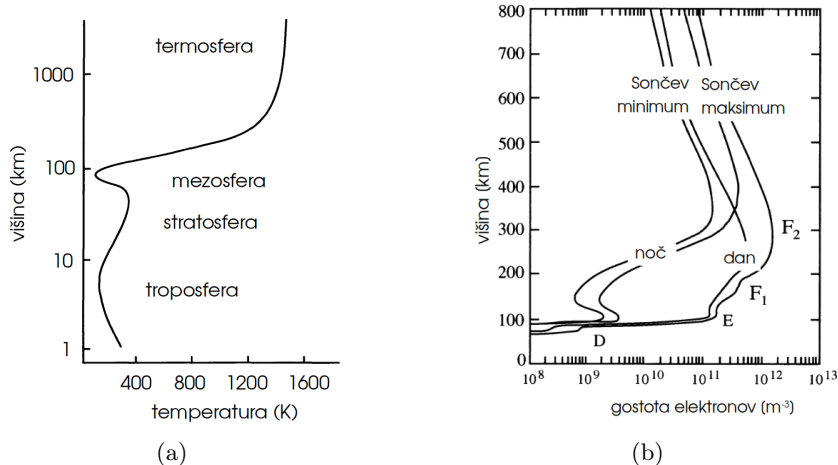 termosfera
1000
100
mezosfera
stratosfera
10
troposfera
1
400 800 1200 1600
višina (km)
temperatura (K)
(a)
800
700
600
500
400
300
200
100
0
višina (km)
Sončev
minimum
Sončev
maksimum
F2
noč
dan
F1
E
D
10^8 10^9 10^10 10^11 10^12 10^13
gostota elektronov [m^-3]
(b)